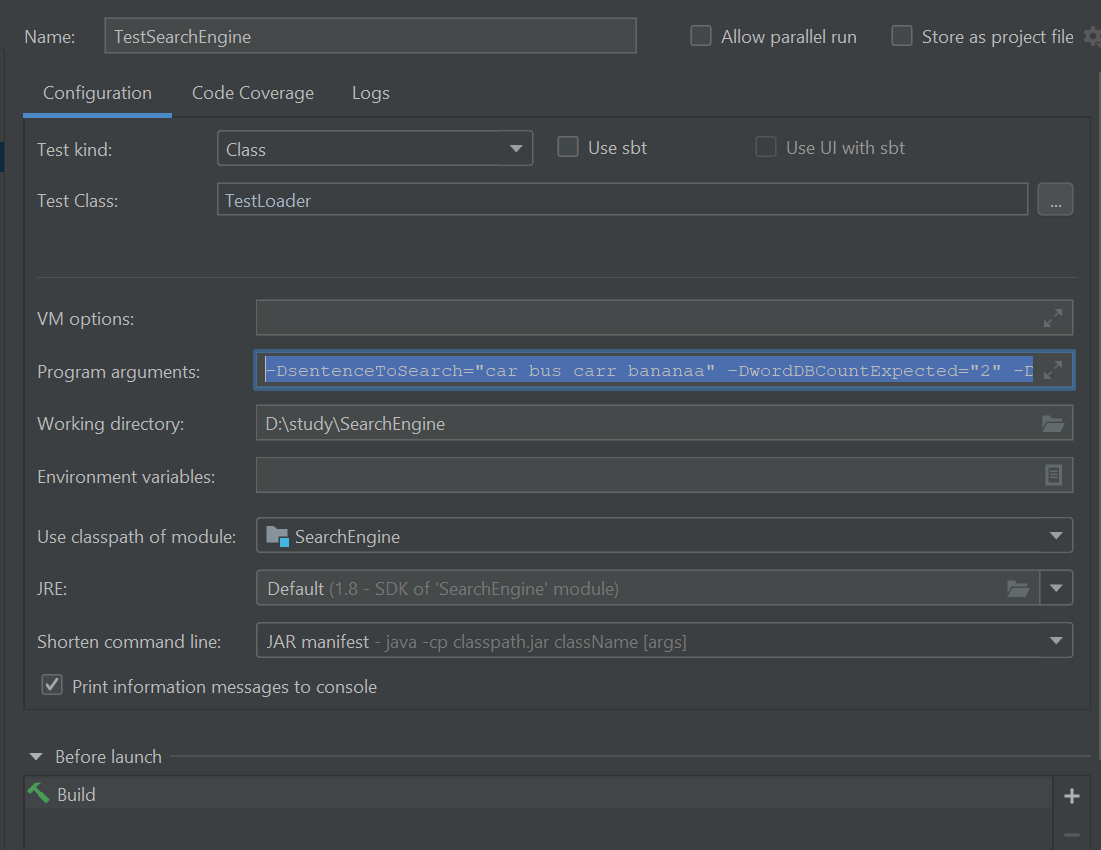 Name: TestSearchEngine Allow parallel run Store as project file
Configuration Code Coverage Logs
Test kind: Class Use sbt Use UI with sbt
Test Class: TestLoader ...
VM options:
Program arguments: -DsentenceToSearch="car bus carr bananaa" -DwordDBCountExpected="2" -D
Working directory: D:\study\SearchEngine
Environment variables:
Use classpath of module: SearchEngine
JRE: Default (1.8 - SDK of 'SearchEngine' module)
Shorten command line: JAR manifest - java -cp classpath.jar className [args]
Print information messages to console
Before launch
Build